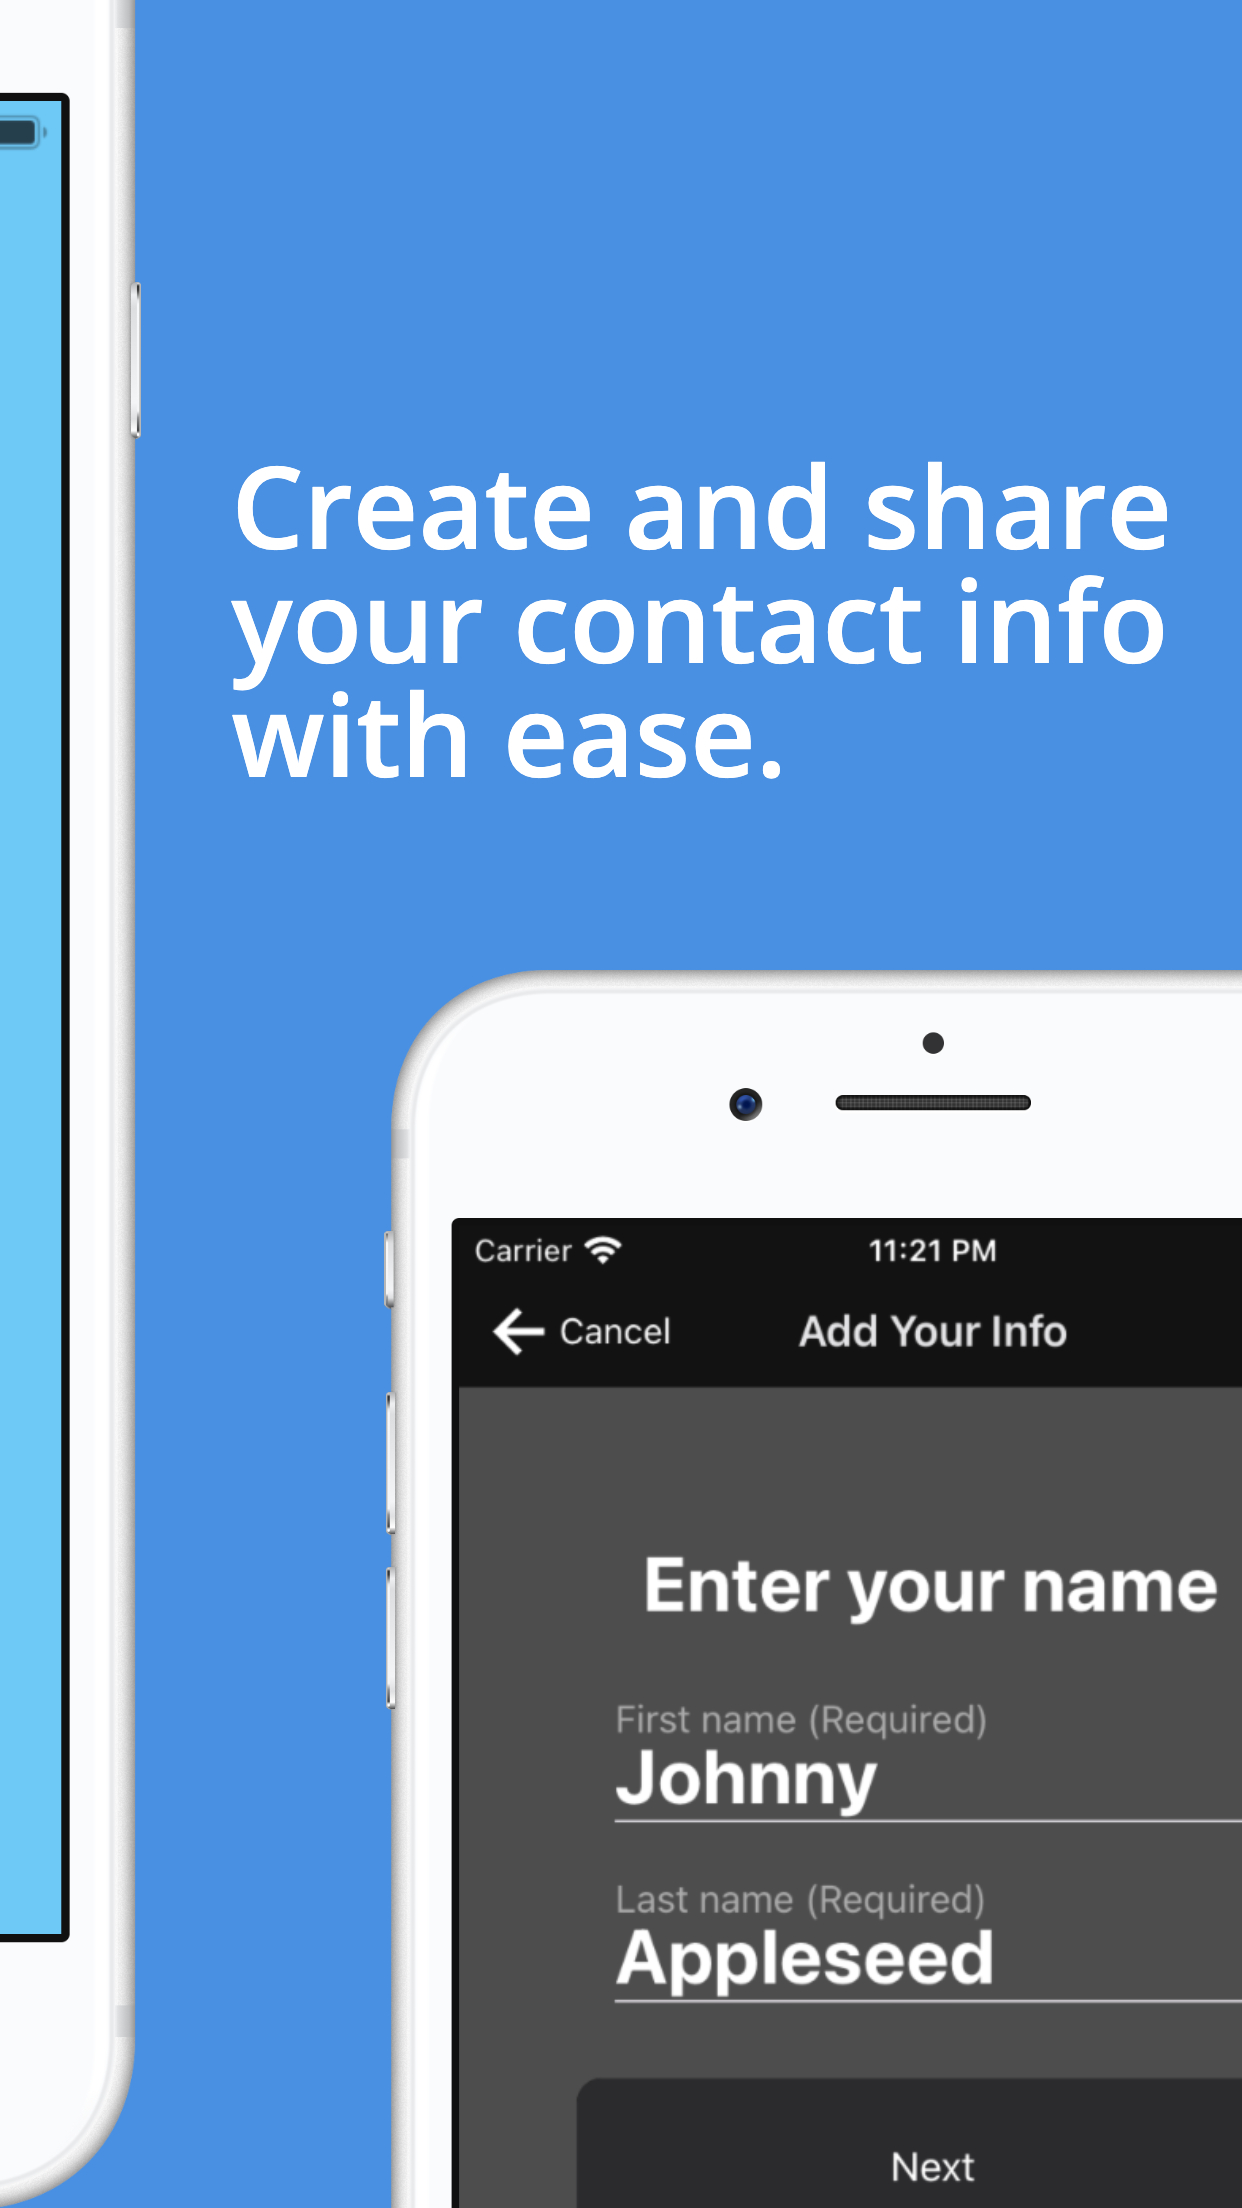 Create and share
your contact info
with ease.
Carrier 11:21 PM
Cancel Add Your Info
Enter your name
First name (Required)
Johnny
Last name (Required)
Appleseed
Next